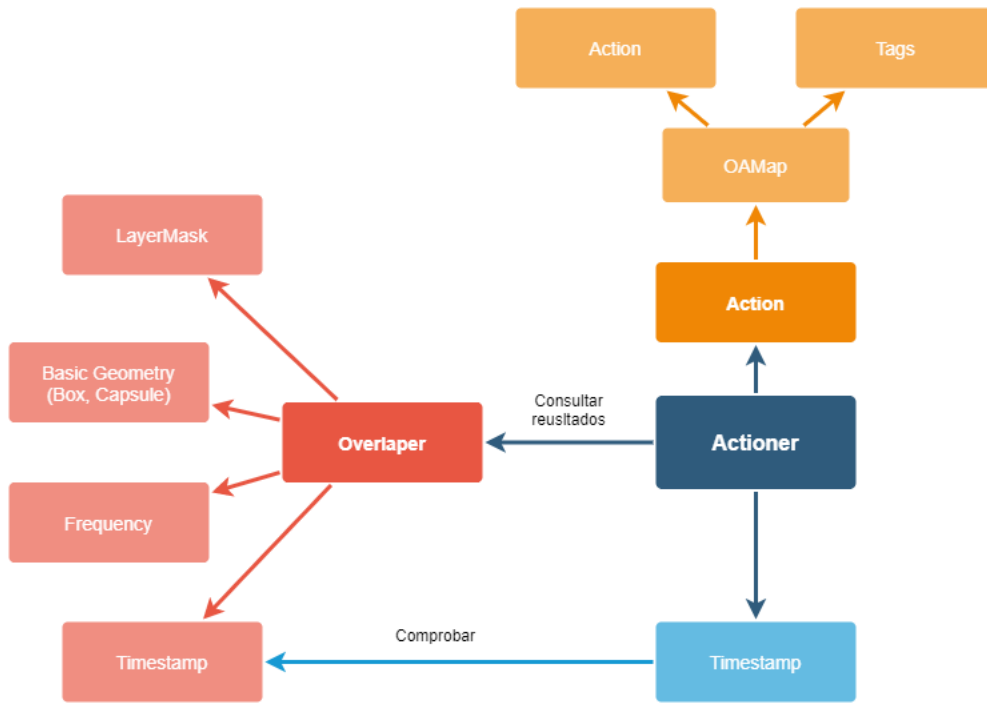 Action
Tags
OAMap
LayerMask
Action
Basic Geometry
(Box, Capsule)
Consultar
reusltados
Overlaper
Actioner
Frequency
Comprobar
Timestamp
Timestamp